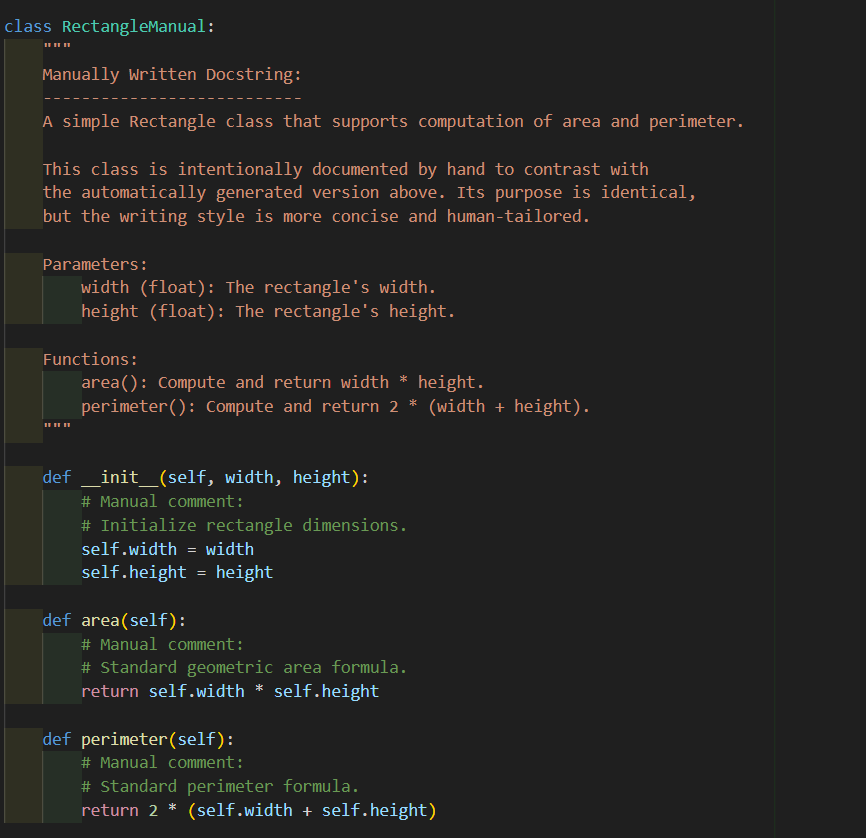 class RectangleManual:
"""
Manually Written Docstring:
---------------------------
A simple Rectangle class that supports computation of area and perimeter.
This class is intentionally documented by hand to contrast with
the automatically generated version above. Its purpose is identical,
but the writing style is more concise and human-tailored.
Parameters:
width (float): The rectangle's width.
height (float): The rectangle's height.
Functions:
area(): Compute and return width * height.
perimeter(): Compute and return 2 * (width + height).
"""
def __init__(self, width, height):
# Manual comment:
# Initialize rectangle dimensions.
self.width = width
self.height = height
def area(self):
# Manual comment:
# Standard geometric area formula.
return self.width * self.height
def perimeter(self):
# Manual comment:
# Standard perimeter formula.
return 2 * (self.width + self.height)